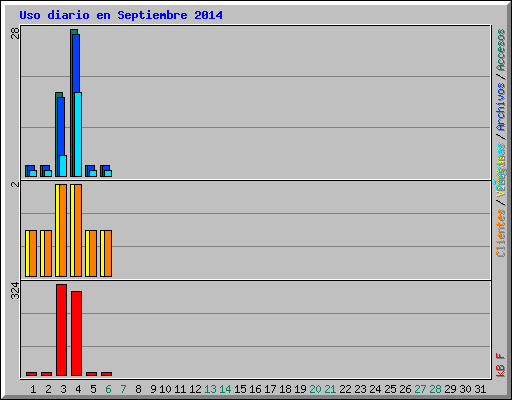 Uso diario en Septiembre 2014
28
2
324
Accesos
/
Archivos
/
/
Clientes
kB F
1 2 3 4 5 6 7 8 9 10 11 12 13 14 15 16 17 18 19 20 21 22 23 24 25 26 27 28 29 30 31